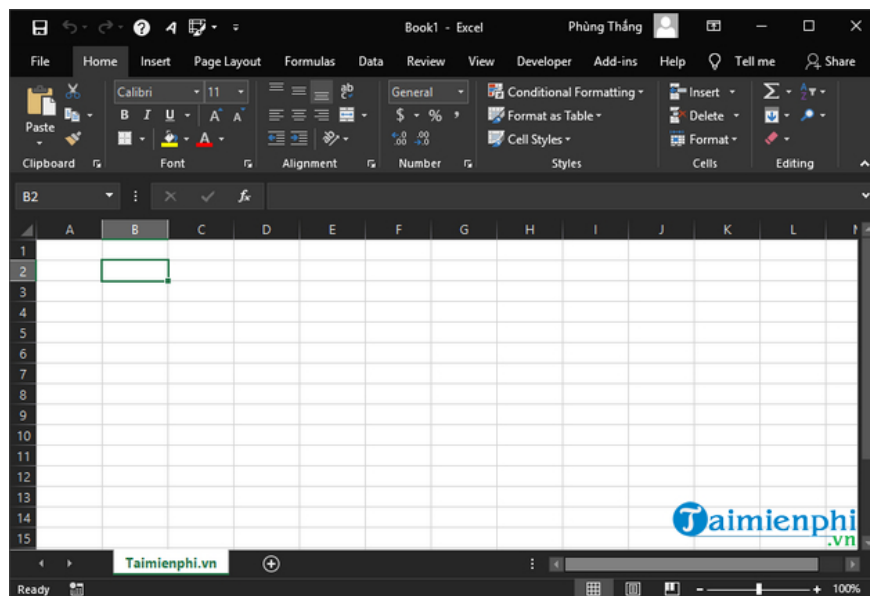 Book1 - Excel Phùng Thắng
File Home Insert Page Layout Formulas Data Review View Developer Add-ins Help Tell me Share
Calibri 11 General Conditional Formatting Insert
B I U A A $ % , Format as Table Delete
Paste A Cell Styles Format
Clipboard Font Alignment Number Styles Cells Editing
B2 fx
A B C D E F G H I J K L
1
2
3
4
5
6
7
8
9
10
11
12
13
14
15
Taimienphi
.vn
Taimienphi.vn
Ready 100%